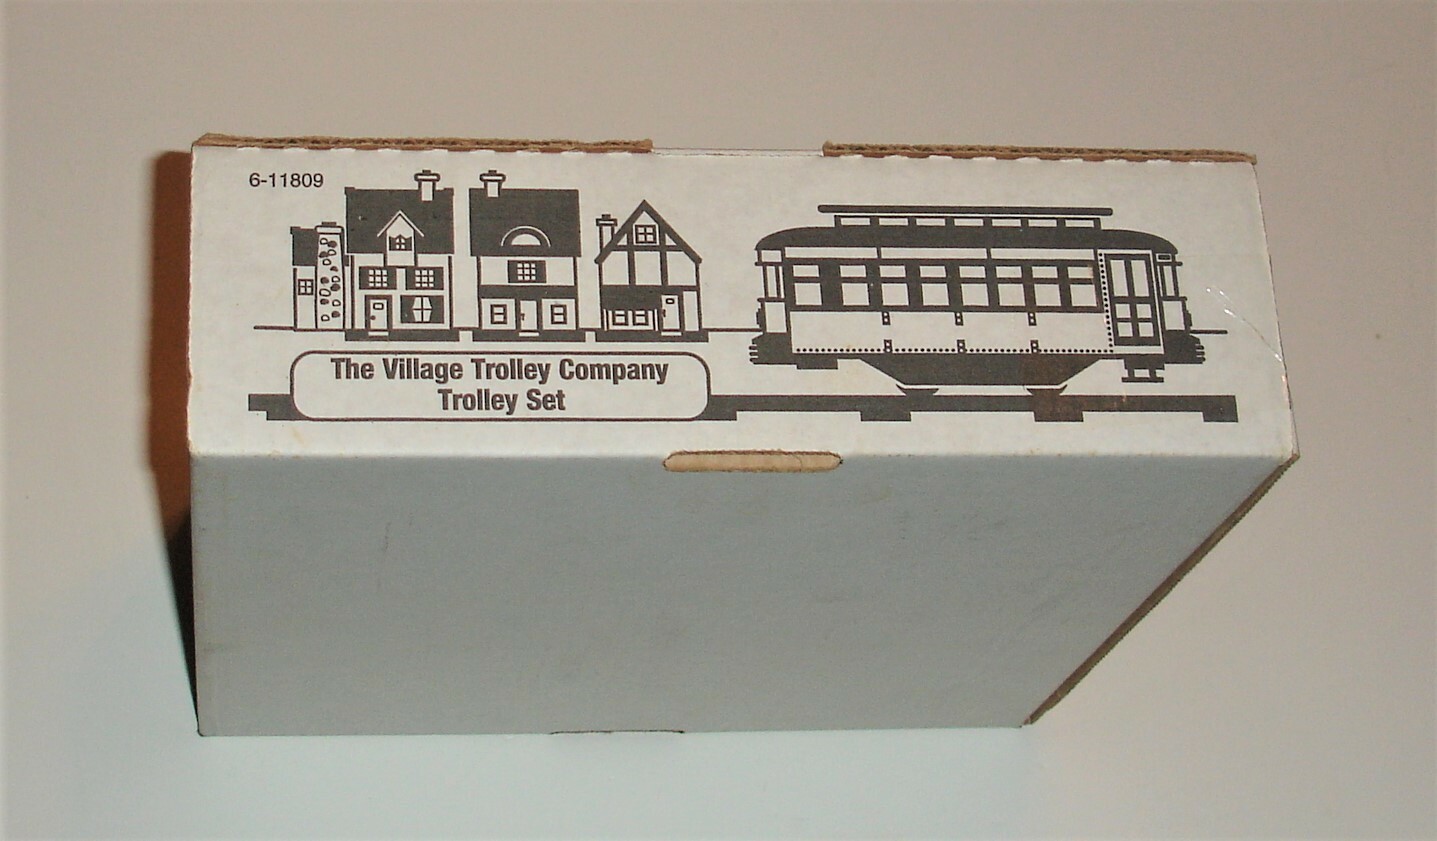 6-11809
The Village Trolley Company
Trolley Set